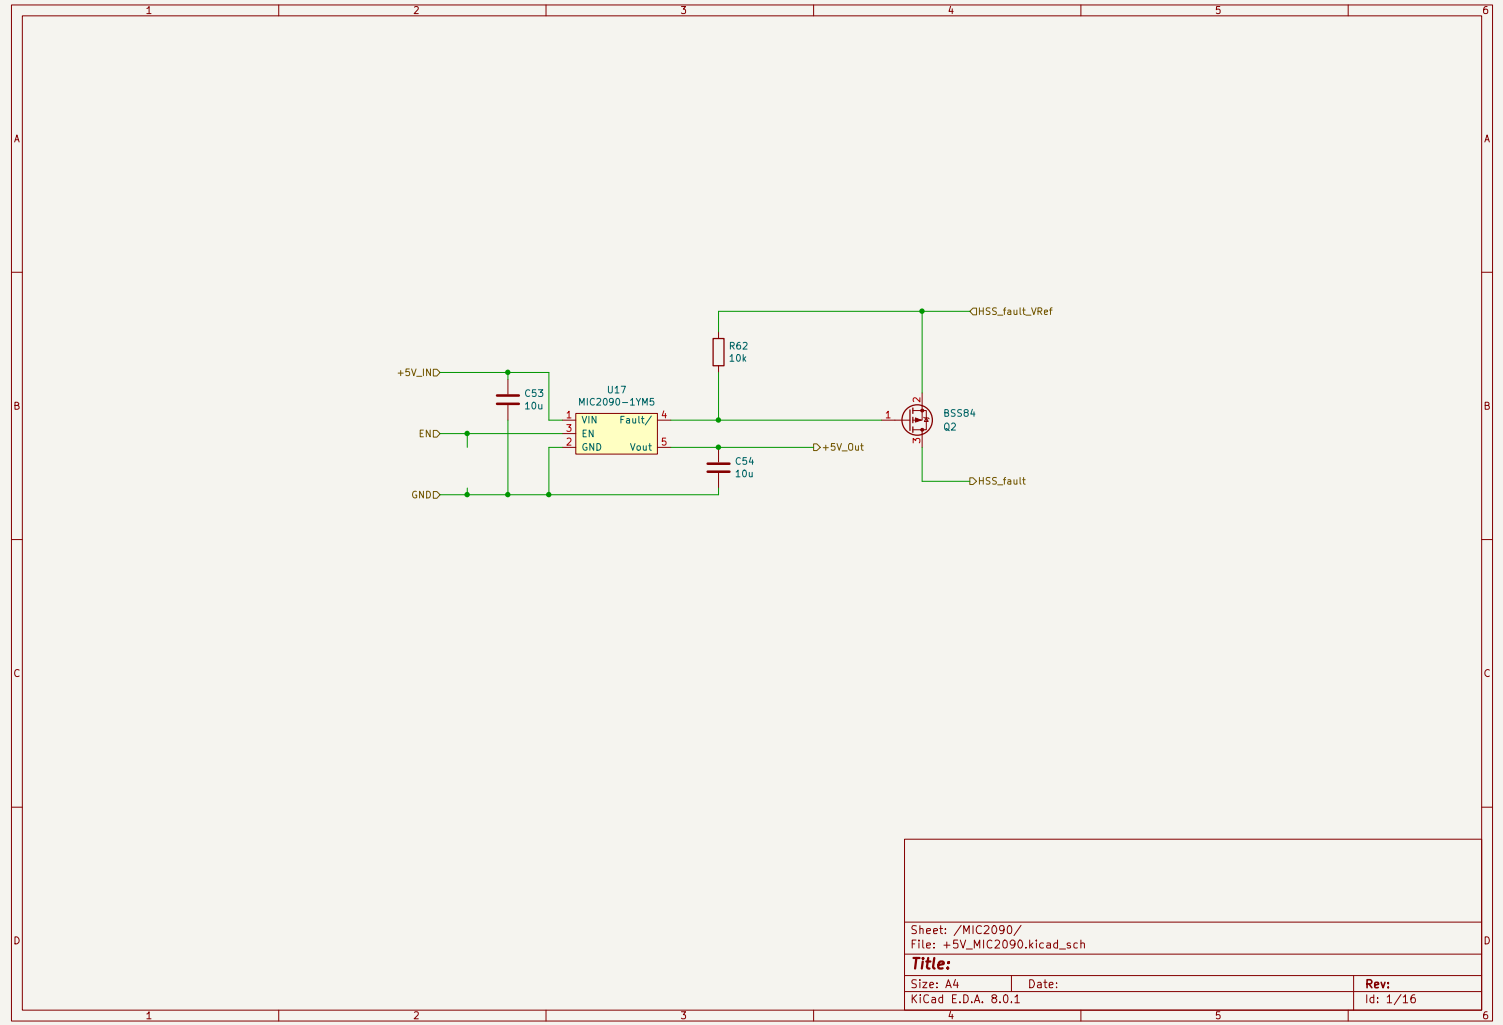 1 2 3 4 5 6
A A
HSS_fault_VRef
R62
10k
+5V_IN
U17
MIC2090-1YM5
C53
10u
2
B B
1 VIN Fault/ 4
1
BSS84
Q2
EN
3 EN
2 GND Vout 5
+5V_Out
3
C54
10u
HSS_fault
GND
C C
Sheet: /MIC2090/
File: +5V_MIC2090.kicad_sch
D D
Title:
Size: A4 Date: Rev:
KiCad E.D.A. 8.0.1 Id: 1/16
1 2 3 4 5 6